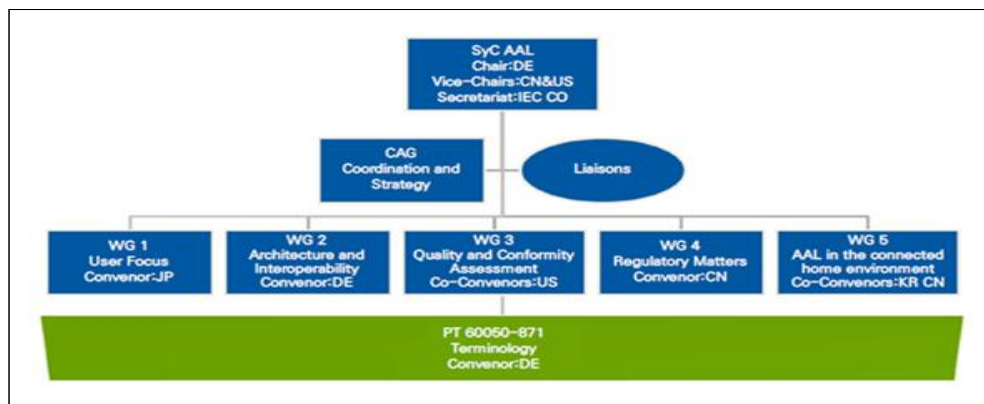 SyC AAL
Chair:DE
Vice-Chairs:CN&US
Secretariat:IEC CO
CAG
Coordination and
Strategy
Liaisons
WG 1
User Focus
Convenor:JP
WG 2
Architecture and
Interoperability
Convenor:DE
WG 3
Quality and Conformity
Assessment
Co-Convenors:US
WG 4
Regulatory Matters
Convenor:CN
WG 5
AAL in the connected
home environment
Co-Convenors:KR CN
PT 60050-871
Terminology
Convenor:DE